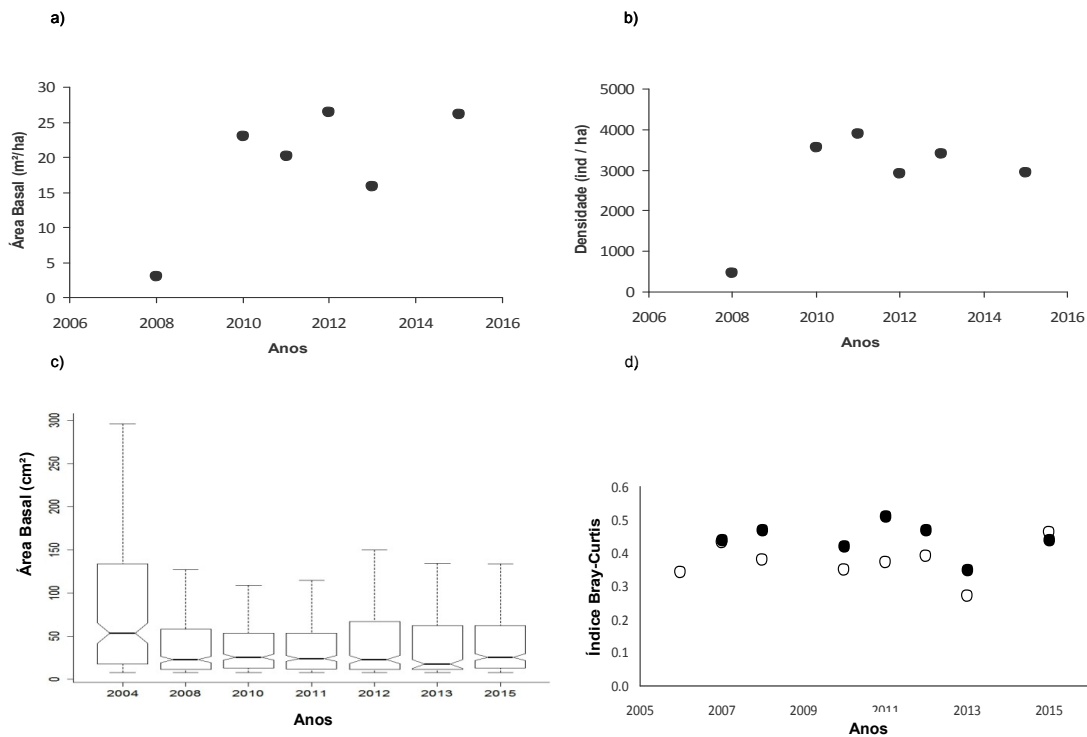 a)
Área Basal (m²/ha)
30
25
20
15
10
5
0
2006 2008 2010 2012 2014 2016
Anos
b)
Densidade (ind / ha)
5000
4000
3000
2000
1000
0
2006 2008 2010 2012 2014 2016
Anos
c)
Área Basal (cm²)
300
250
200
150
100
50
0
2004 2008 2010 2011 2012 2013 2015
Anos
d)
Índice Bray-Curtis
0.6
0.5
0.4
0.3
0.2
0.1
0.0
2005 2007 2009 2011 2013 2015
Anos